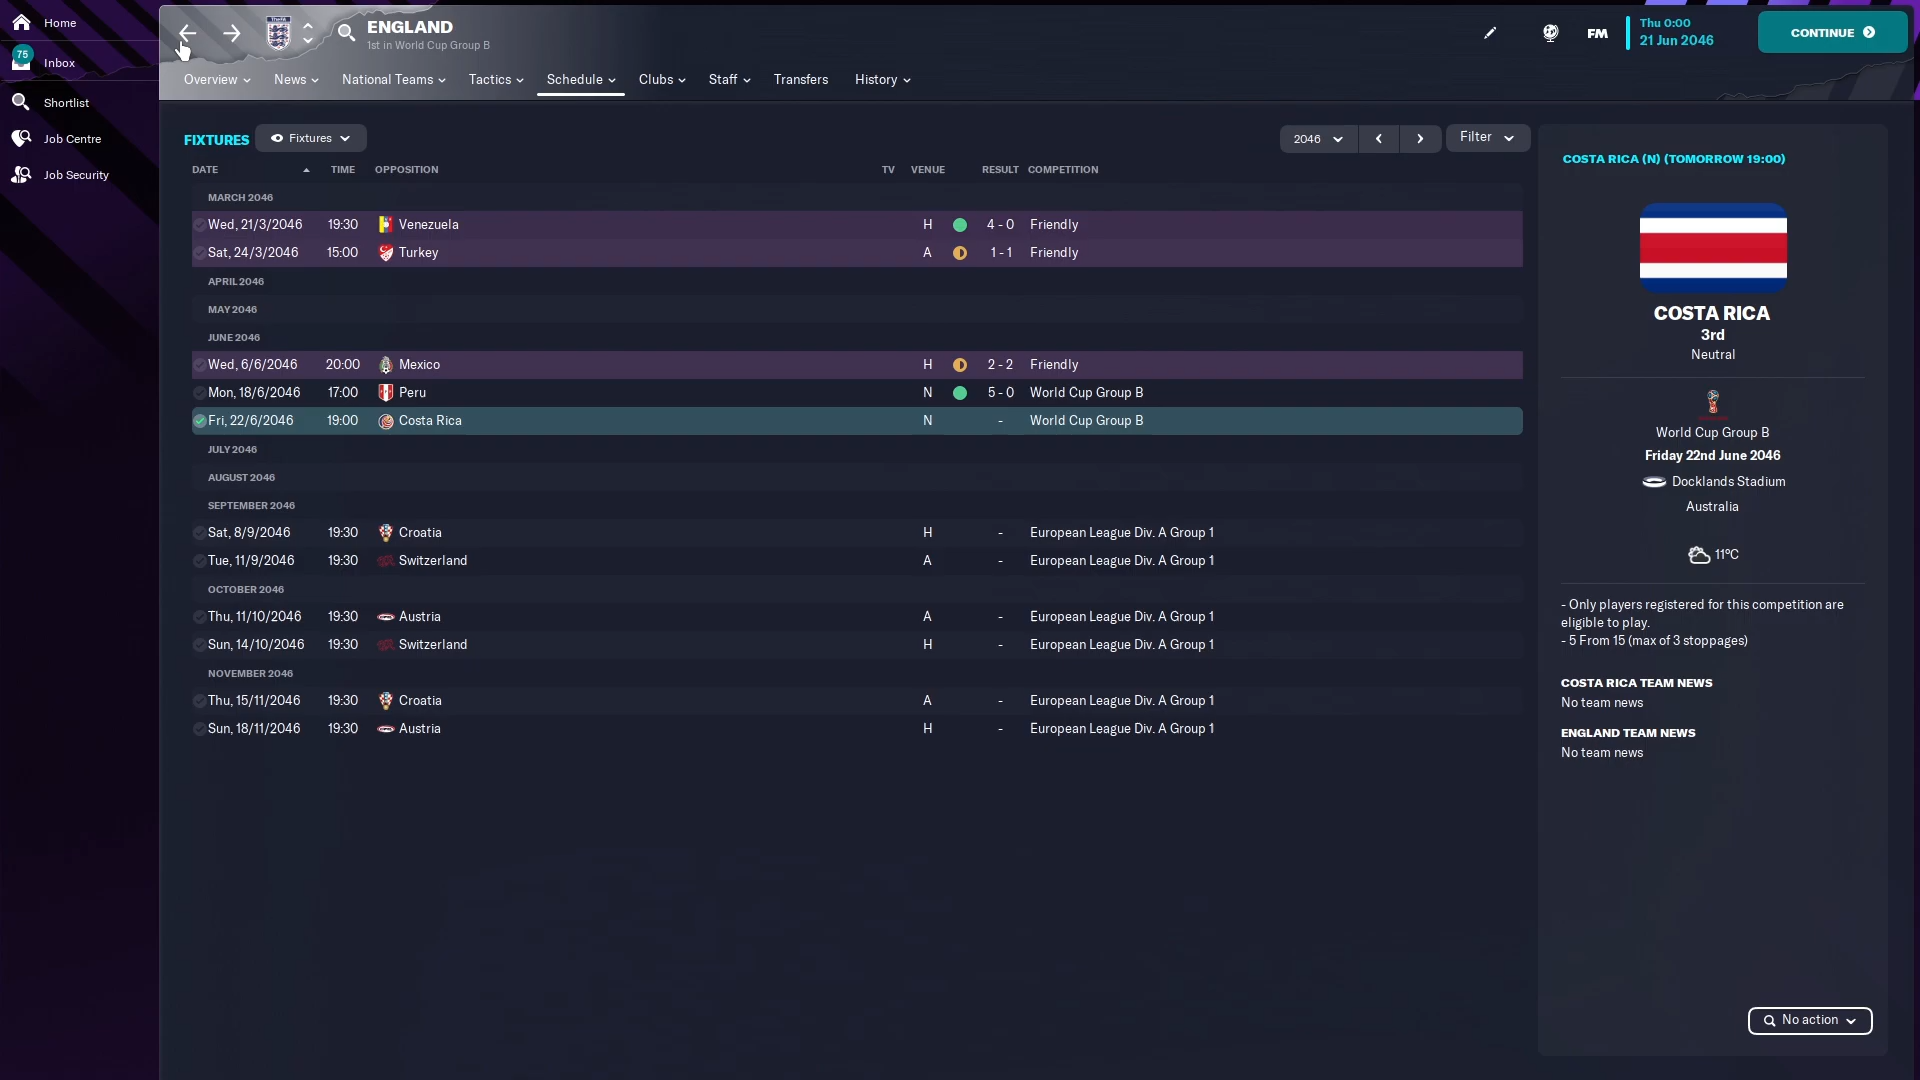 Home
75
Inbox
Shortlist
Job Centre
Job Security
ENGLAND
1st in World Cup Group B
FM
Thu 0:00
21 Jun 2046
CONTINUE
Overview
News
National Teams
Tactics
Schedule
Clubs
Staff
Transfers
History
FIXTURES
Fixtures
2046
Filter
DATE TIME OPPOSITION TV VENUE RESULT COMPETITION
MARCH 2046
Wed, 21/3/2046 19:30 Venezuela H 4 - 0 Friendly
Sat, 24/3/2046 15:00 Turkey A 1 - 1 Friendly
APRIL 2046
MAY 2046
JUNE 2046
Wed, 6/6/2046 20:00 Mexico H 2 - 2 Friendly
Mon, 18/6/2046 17:00 Peru N 5 - 0 World Cup Group B
Fri, 22/6/2046 19:00 Costa Rica N - World Cup Group B
JULY 2046
AUGUST 2046
SEPTEMBER 2046
Sat, 8/9/2046 19:30 Croatia H - European League Div. A Group 1
Tue, 11/9/2046 19:30 Switzerland A - European League Div. A Group 1
OCTOBER 2046
Thu, 11/10/2046 19:30 Austria A - European League Div. A Group 1
Sun, 14/10/2046 19:30 Switzerland H - European League Div. A Group 1
NOVEMBER 2046
Thu, 15/11/2046 19:30 Croatia A - European League Div. A Group 1
Sun, 18/11/2046 19:30 Austria H - European League Div. A Group 1
COSTA RICA (N) (TOMORROW 19:00)
COSTA RICA
3rd
Neutral
World Cup Group B
Friday 22nd June 2046
Docklands Stadium
Australia
11°C
- Only players registered for this competition are
eligible to play.
- 5 From 15 (max of 3 stoppages)
COSTA RICA TEAM NEWS
No team news
ENGLAND TEAM NEWS
No team news
No action